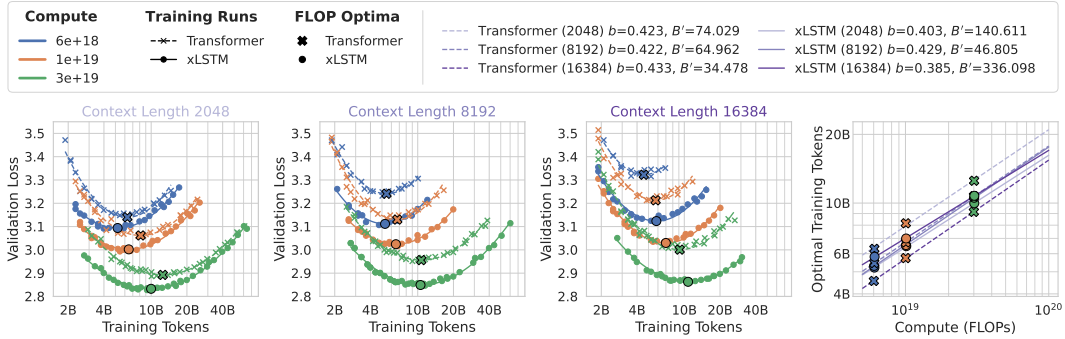 Compute
6e+18
1e+19
3e+19
Training Runs
Transformer
xLSTM
FLOP Optima
Transformer
xLSTM
Transformer (2048) b=0.423, B′=74.029
Transformer (8192) b=0.422, B′=64.962
Transformer (16384) b=0.433, B′=34.478
xLSTM (2048) b=0.403, B′=140.611
xLSTM (8192) b=0.429, B′=46.805
xLSTM (16384) b=0.385, B′=336.098
Context Length 2048
Validation Loss
3.5
3.4
3.3
3.2
3.1
3.0
2.9
2.8
2B 4B 10B 20B 40B
Training Tokens
Context Length 8192
Validation Loss
3.5
3.4
3.3
3.2
3.1
3.0
2.9
2.8
2B 4B 10B 20B 40B
Training Tokens
Context Length 16384
Validation Loss
3.5
3.4
3.3
3.2
3.1
3.0
2.9
2.8
2B 4B 10B 20B 40B
Training Tokens
Optimal Training Tokens
20B
10B
6B
4B
10¹⁹ 10²⁰
Compute (FLOPs)